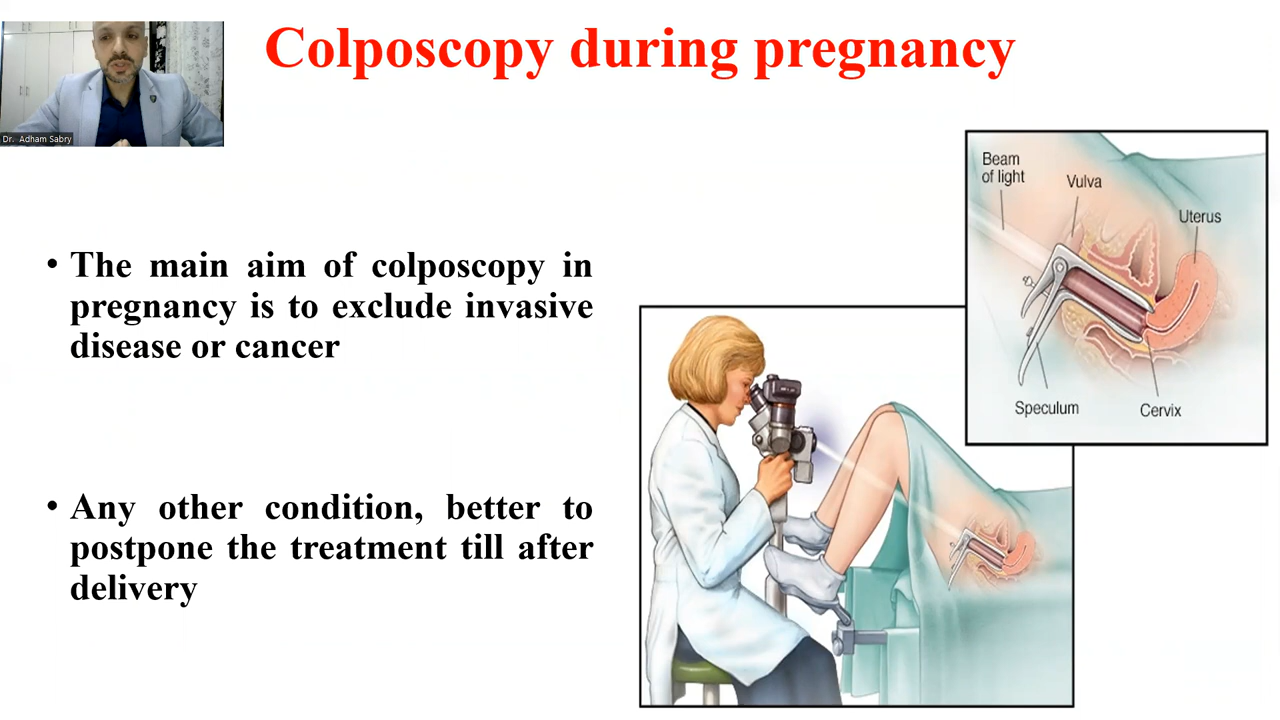 Colposcopy during pregnancy
Dr. Adham Sabry
• The main aim of colposcopy in
pregnancy is to exclude invasive
disease or cancer
• Any other condition, better to
postpone the treatment till after
delivery
Beam
of light
Vulva
Uterus
Speculum
Cervix